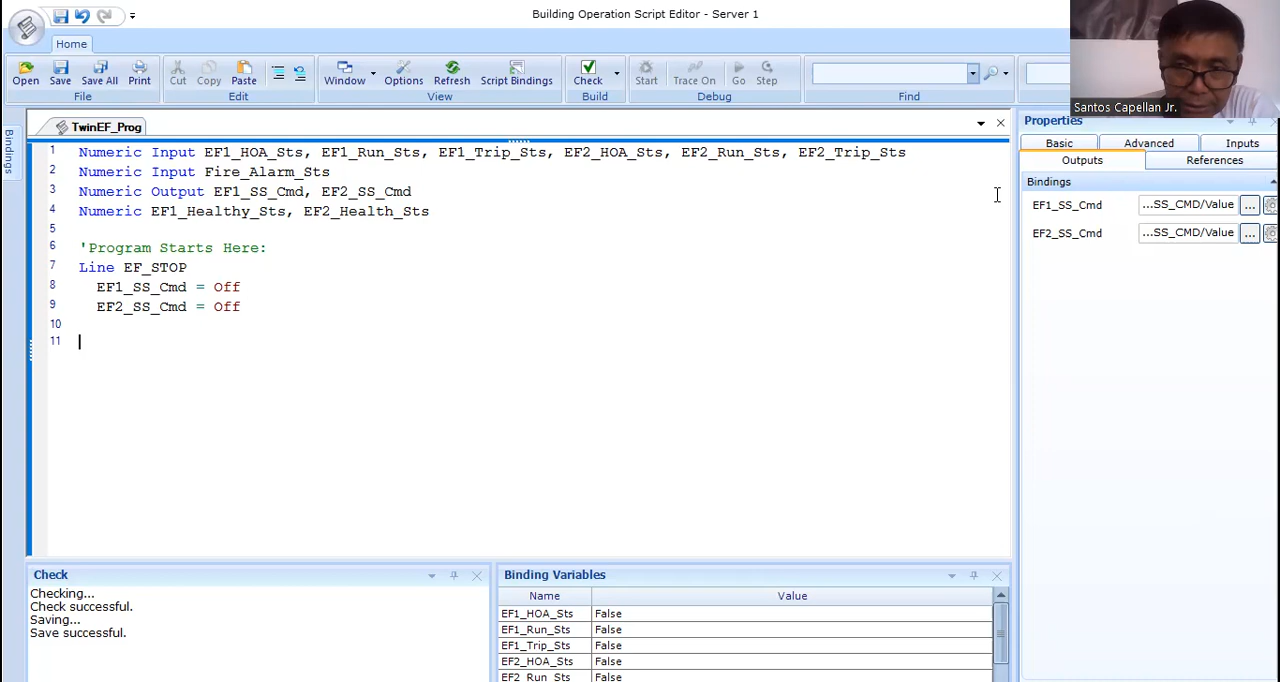 Building Operation Script Editor - Server 1
Home
Open Save Save All Print Cut Copy Paste Window Options Refresh Script Bindings Check Start Trace On Go Step
File Edit View Build Debug Find
Santos Capellan Jr.
Bindings
TwinEF_Prog
1 Numeric Input EF1_HOA_Sts, EF1_Run_Sts, EF1_Trip_Sts, EF2_HOA_Sts, EF2_Run_Sts, EF2_Trip_Sts
2 Numeric Input Fire_Alarm_Sts
3 Numeric Output EF1_SS_Cmd, EF2_SS_Cmd
4 Numeric EF1_Healthy_Sts, EF2_Health_Sts
5
6 'Program Starts Here:
7 Line EF_STOP
8 EF1_SS_Cmd = Off
9 EF2_SS_Cmd = Off
10
11
Properties
Basic Advanced Inputs
Outputs References
Bindings
EF1_SS_Cmd ...SS_CMD/Value ...
EF2_SS_Cmd ...SS_CMD/Value ...
Check
Checking...
Check successful.
Saving...
Save successful.
Binding Variables
Name Value
EF1_HOA_Sts False
EF1_Run_Sts False
EF1_Trip_Sts False
EF2_HOA_Sts False
EF2_Run_Sts False